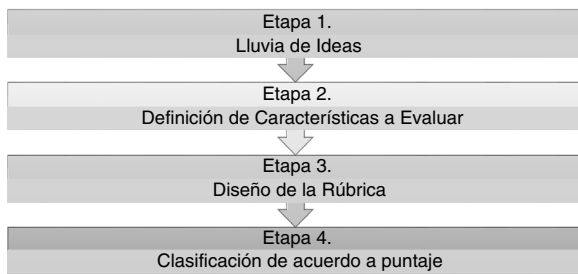 Etapa 1.
Lluvia de Ideas
Etapa 2.
Definición de Características a Evaluar
Etapa 3.
Diseño de la Rúbrica
Etapa 4.
Clasificación de acuerdo a puntaje